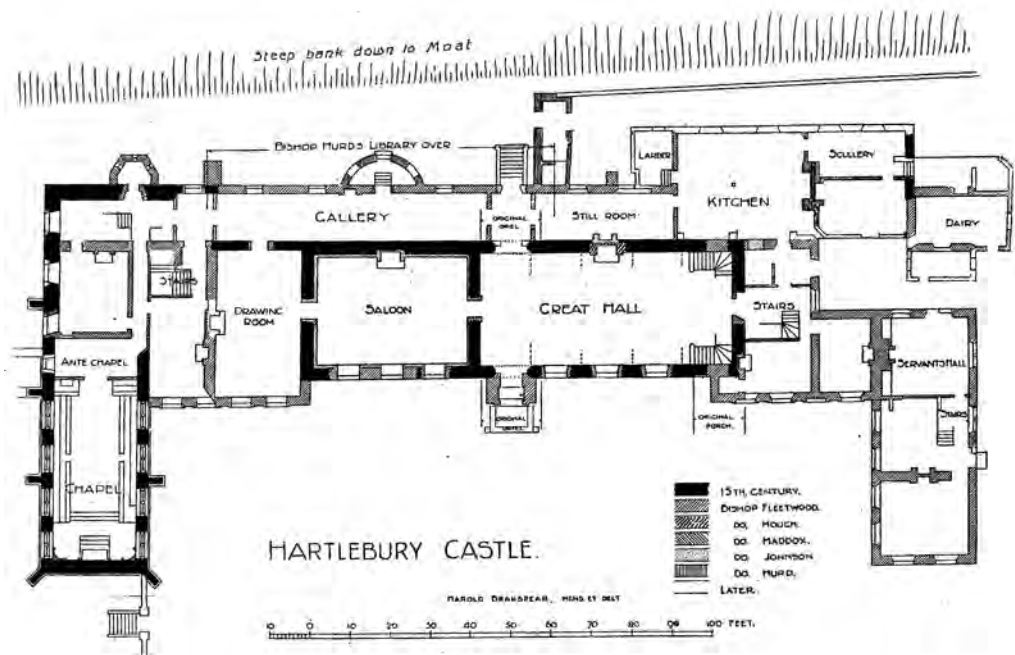 Steep bank down to Moat
BISHOP HURDS LIBRARY OVER
LARDER
SCULLERY
GALLERY
ORIGINAL
ORIEL
STILL ROOM
KITCHEN
DAIRY
STAIRS
DRAWING
ROOM
SALOON
GREAT HALL
STAIRS
ANTE CHAPEL
SERVANTS HALL
STAIRS
ORIGINAL
ORIGINAL
PORCH.
CHAPEL
15TH. CENTURY.
BISHOP FLEETWOOD.
DO. HOUGH.
DO. MADDOX.
DO. JOHNSON
DO. HURD.
LATER.
HARTLEBURY CASTLE.
HAROLD BRAKSPEAR, MENS. ET DELT
10 0 10 20 30 40 50 60 70 80 90 100 FEET.